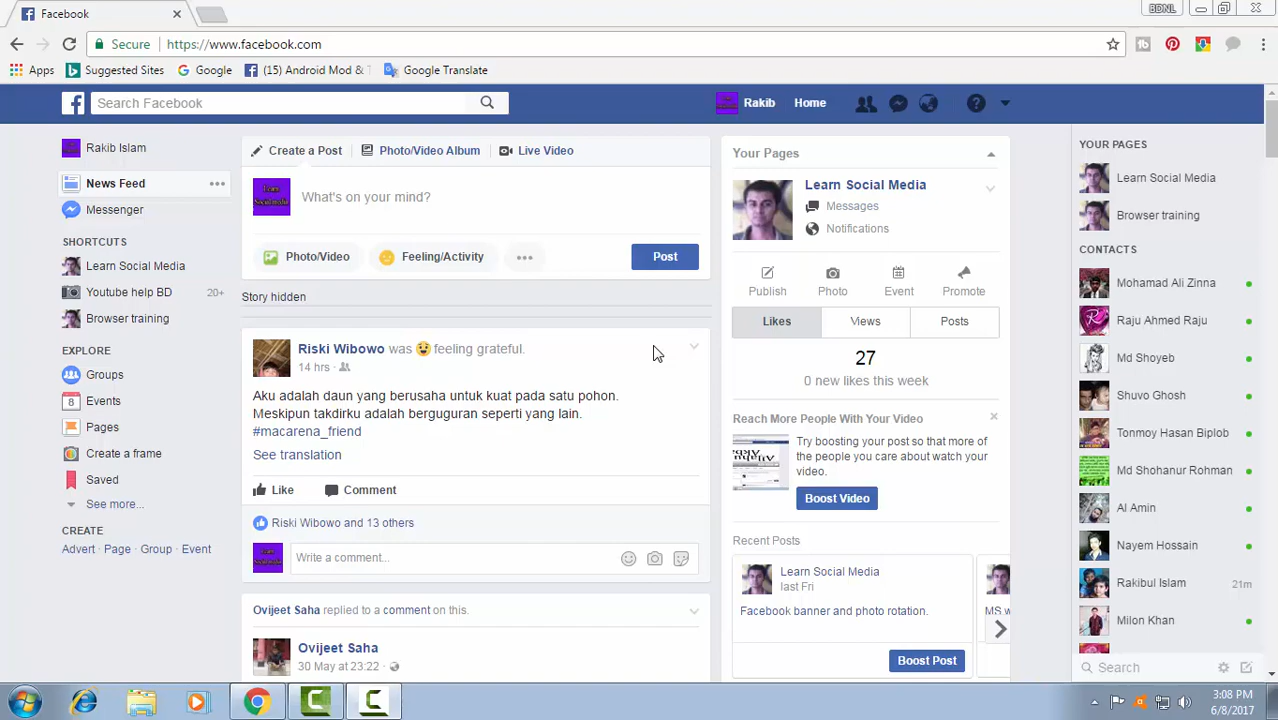 Facebook
BDNL
Secure
https://www.facebook.com
Apps
Suggested Sites
Google
(15) Android Mod & T
Google Translate
Search Facebook
Rakib
Home
Rakib Islam
News Feed
Messenger
SHORTCUTS
Learn Social Media
Youtube help BD
20+
Browser training
EXPLORE
Groups
Events
8
Pages
Create a frame
Saved
See more...
CREATE
Advert · Page · Group · Event
Create a Post
Photo/Video Album
Live Video
What's on your mind?
Photo/Video
Feeling/Activity
Post
Story hidden
Riski Wibowo was feeling grateful.
14 hrs ·
Aku adalah daun yang berusaha untuk kuat pada satu pohon.
Meskipun takdirku adalah berguguran seperti yang lain.
#macarena_friend
See translation
Like
Comment
Riski Wibowo and 13 others
Write a comment...
Ovijeet Saha replied to a comment on this.
Ovijeet Saha
30 May at 23:22 ·
Your Pages
Learn Social Media
Messages
Notifications
Publish
Photo
Event
Promote
Likes
Views
Posts
27
0 new likes this week
Reach More People With Your Video
Try boosting your post so that more of
the people you care about watch your
video.
Boost Video
Recent Posts
Learn Social Media
last Fri
Facebook banner and photo rotation.
MS w
Boost Post
YOUR PAGES
Learn Social Media
Browser training
CONTACTS
Mohamad Ali Zinna
Raju Ahmed Raju
Md Shoyeb
Shuvo Ghosh
Tonmoy Hasan Biplob
Md Shohanur Rohman
Al Amin
Nayem Hossain
Rakibul Islam
21m
Milon Khan
Search
3:08 PM
6/8/2017